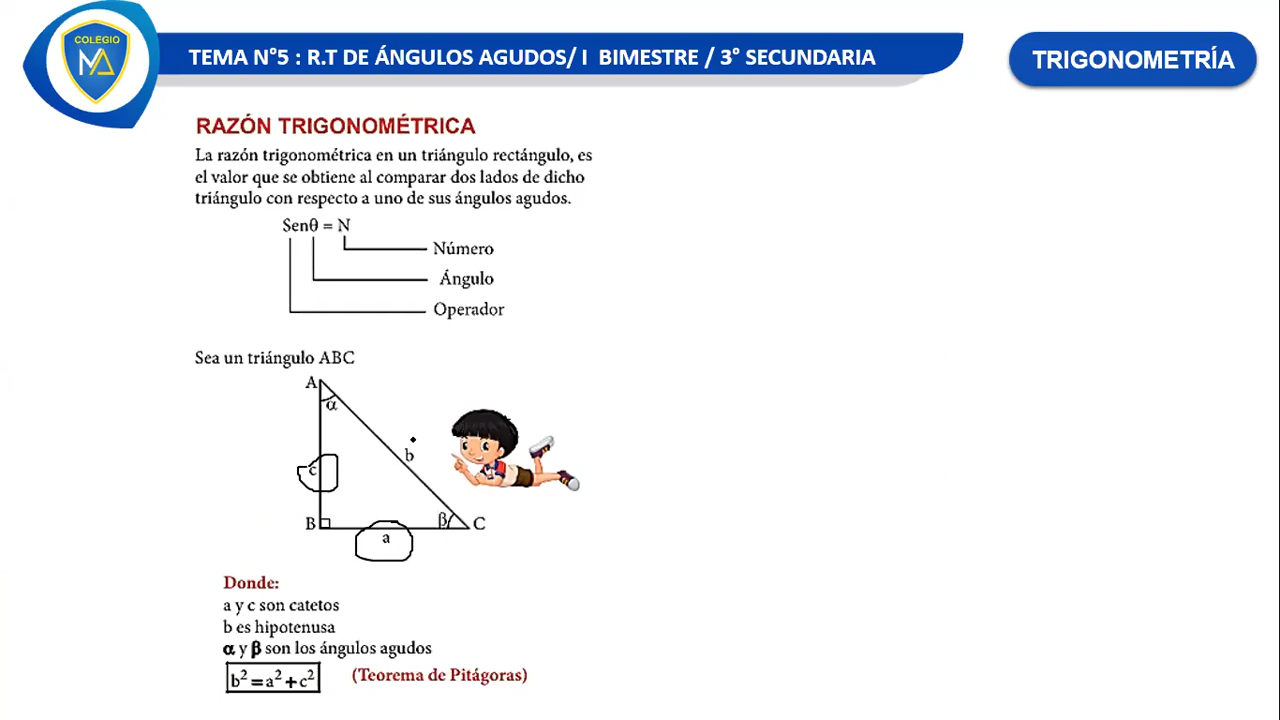 COLEGIO
MA
TEMA N°5 : R.T DE ÁNGULOS AGUDOS/ I BIMESTRE / 3° SECUNDARIA
TRIGONOMETRÍA
RAZÓN TRIGONOMÉTRICA
La razón trigonométrica en un triángulo rectángulo, es
el valor que se obtiene al comparar dos lados de dicho
triángulo con respecto a uno de sus ángulos agudos.
Senθ = N
Número
Ángulo
Operador
Sea un triángulo ABC
A
α
b
c
B
β
C
a
Donde:
a y c son catetos
b es hipotenusa
α y β son los ángulos agudos
b² = a² + c²
(Teorema de Pitágoras)